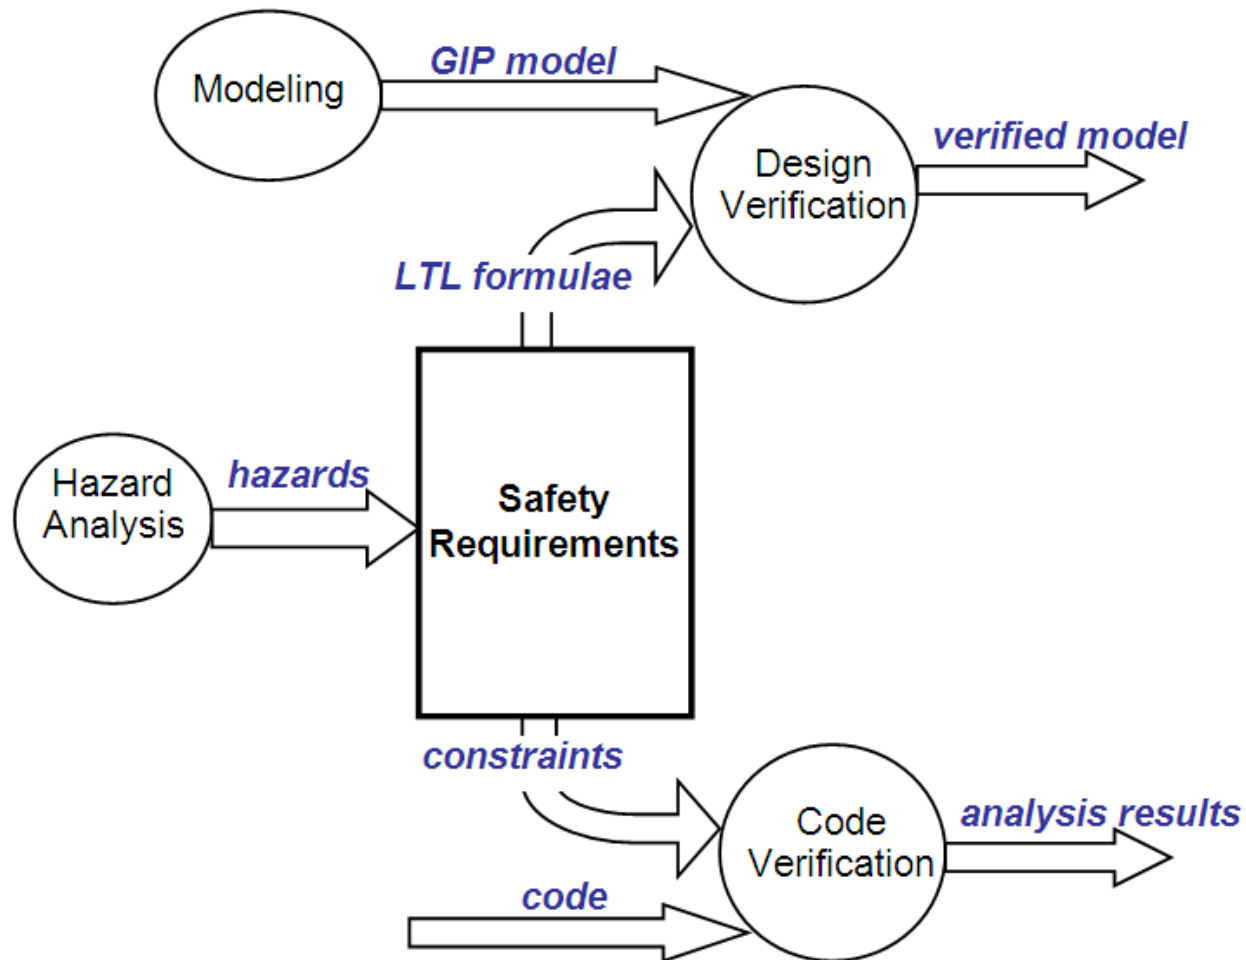 GIP model
Modeling
verified model
Design
Verification
LTL formulae
hazards
Hazard
Analysis
Safety
Requirements
constraints
analysis results
Code
Verification
code